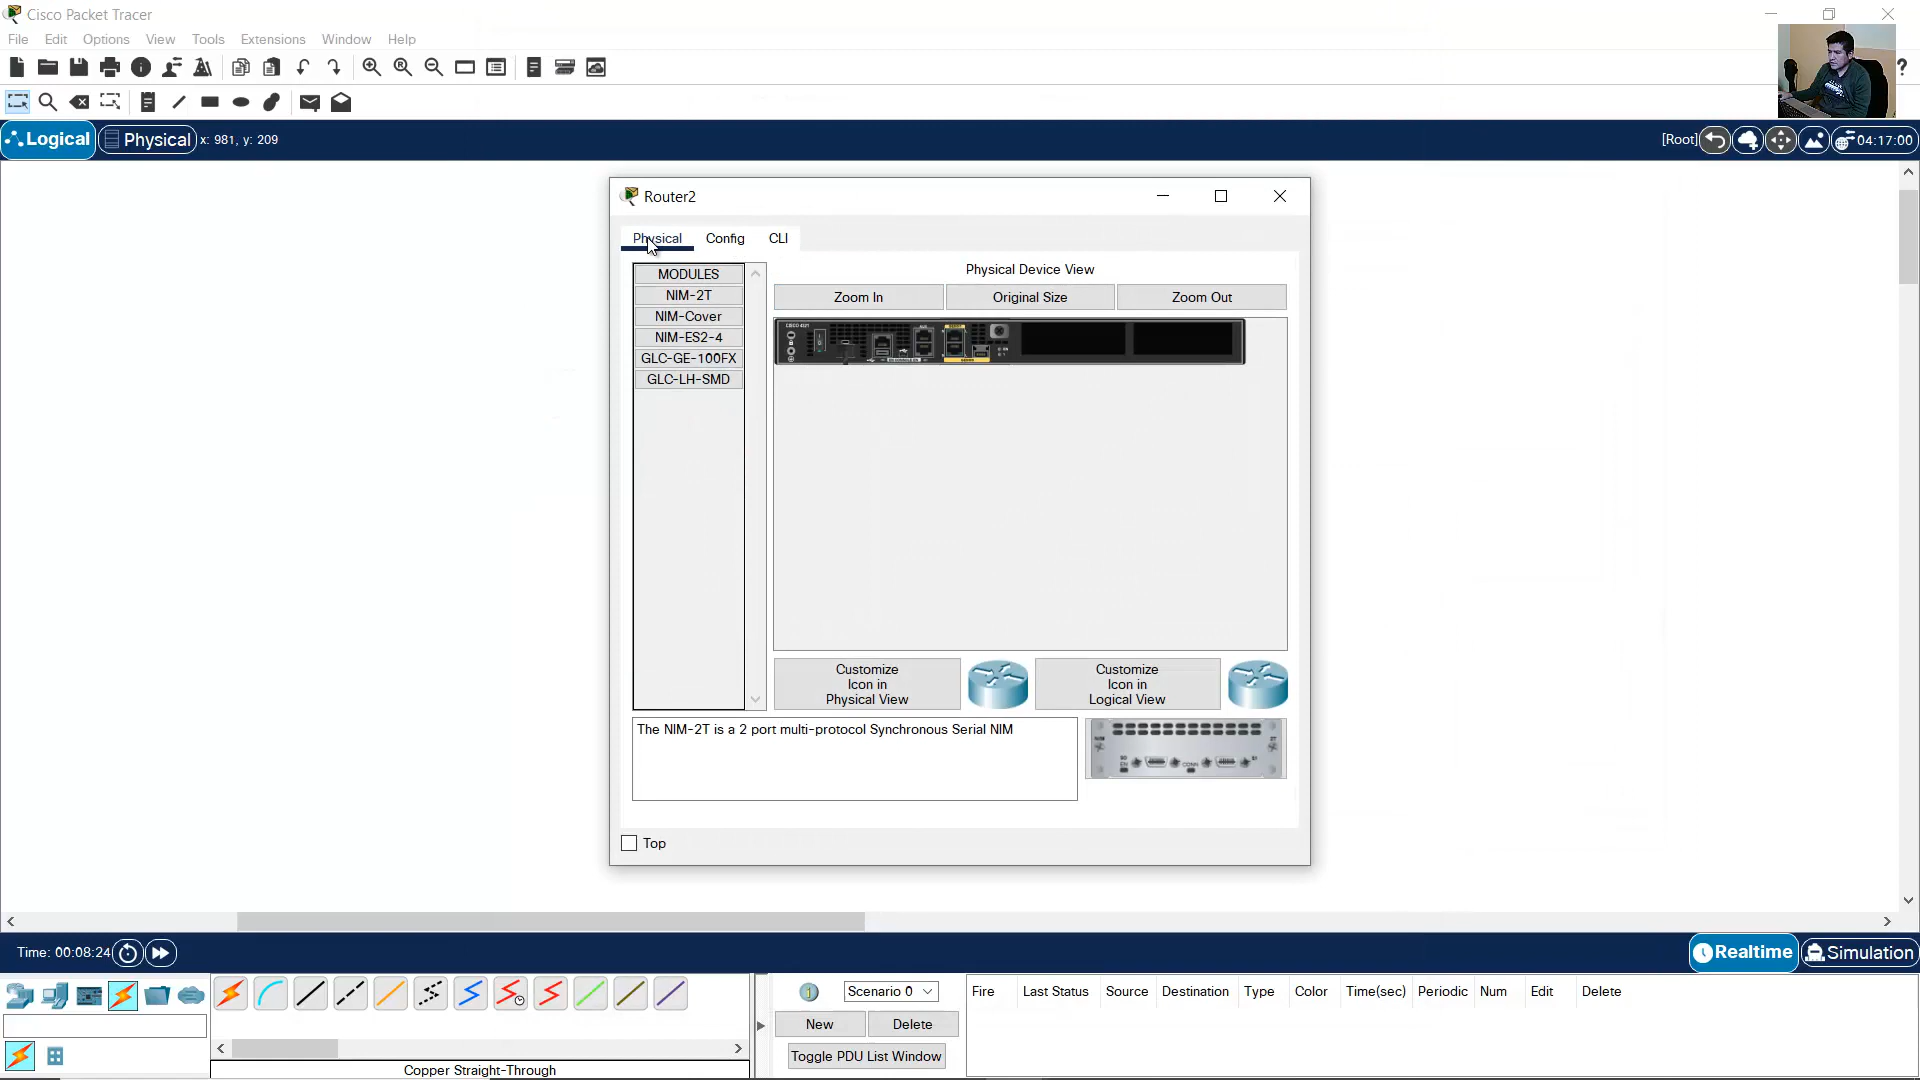 Cisco Packet Tracer
File Edit Options View Tools Extensions Window Help
?
Logical Physical x: 981, y: 209 [Root] 04:17:00
Router2
Physical Config CLI
MODULES
NIM-2T
NIM-Cover
NIM-ES2-4
GLC-GE-100FX
GLC-LH-SMD
Physical Device View
Zoom In Original Size Zoom Out
CISCO 4321
Customize
Icon in
Physical View
Customize
Icon in
Logical View
The NIM-2T is a 2 port multi-protocol Synchronous Serial NIM
CONN
Top
Time: 00:08:24 Realtime Simulation
Scenario 0
New Delete
Toggle PDU List Window
Fire Last Status Source Destination Type Color Time(sec) Periodic Num Edit Delete
Copper Straight-Through